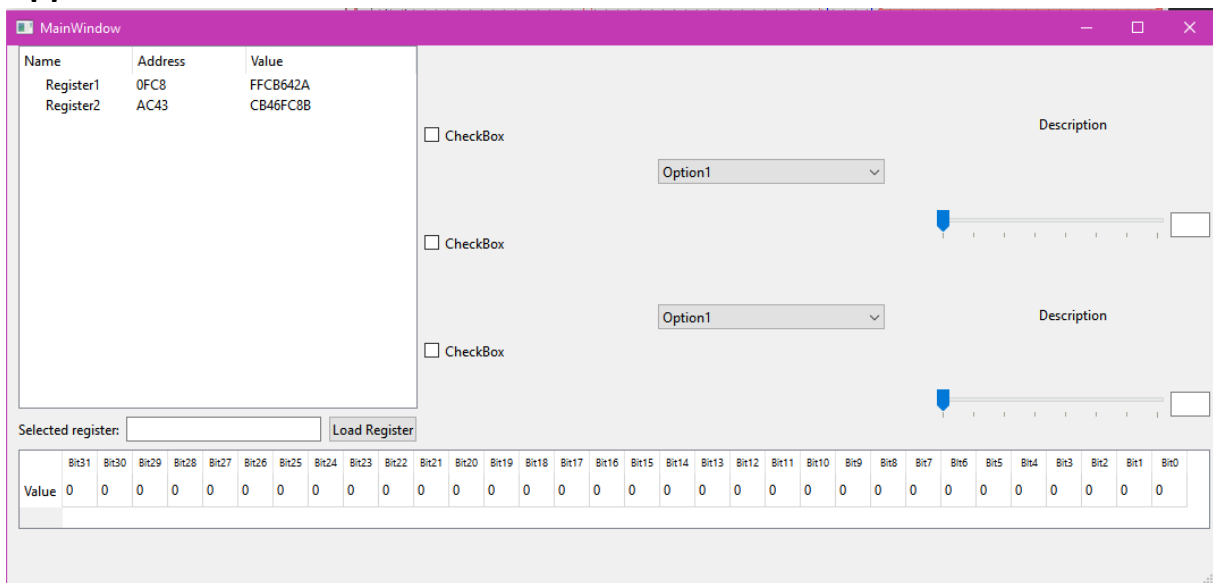 MainWindow
Name Address Value
Register1 0FC8 FFCB642A
Register2 AC43 CB46FC8B
CheckBox
Description
Option1
CheckBox
Option1
Description
CheckBox
Selected register: Load Register
Bit31 Bit30 Bit29 Bit28 Bit27 Bit26 Bit25 Bit24 Bit23 Bit22 Bit21 Bit20 Bit19 Bit18 Bit17 Bit16 Bit15 Bit14 Bit13 Bit12 Bit11 Bit10 Bit9 Bit8 Bit7 Bit6 Bit5 Bit4 Bit3 Bit2 Bit1 Bit0
Value 0 0 0 0 0 0 0 0 0 0 0 0 0 0 0 0 0 0 0 0 0 0 0 0 0 0 0 0 0 0 0 0